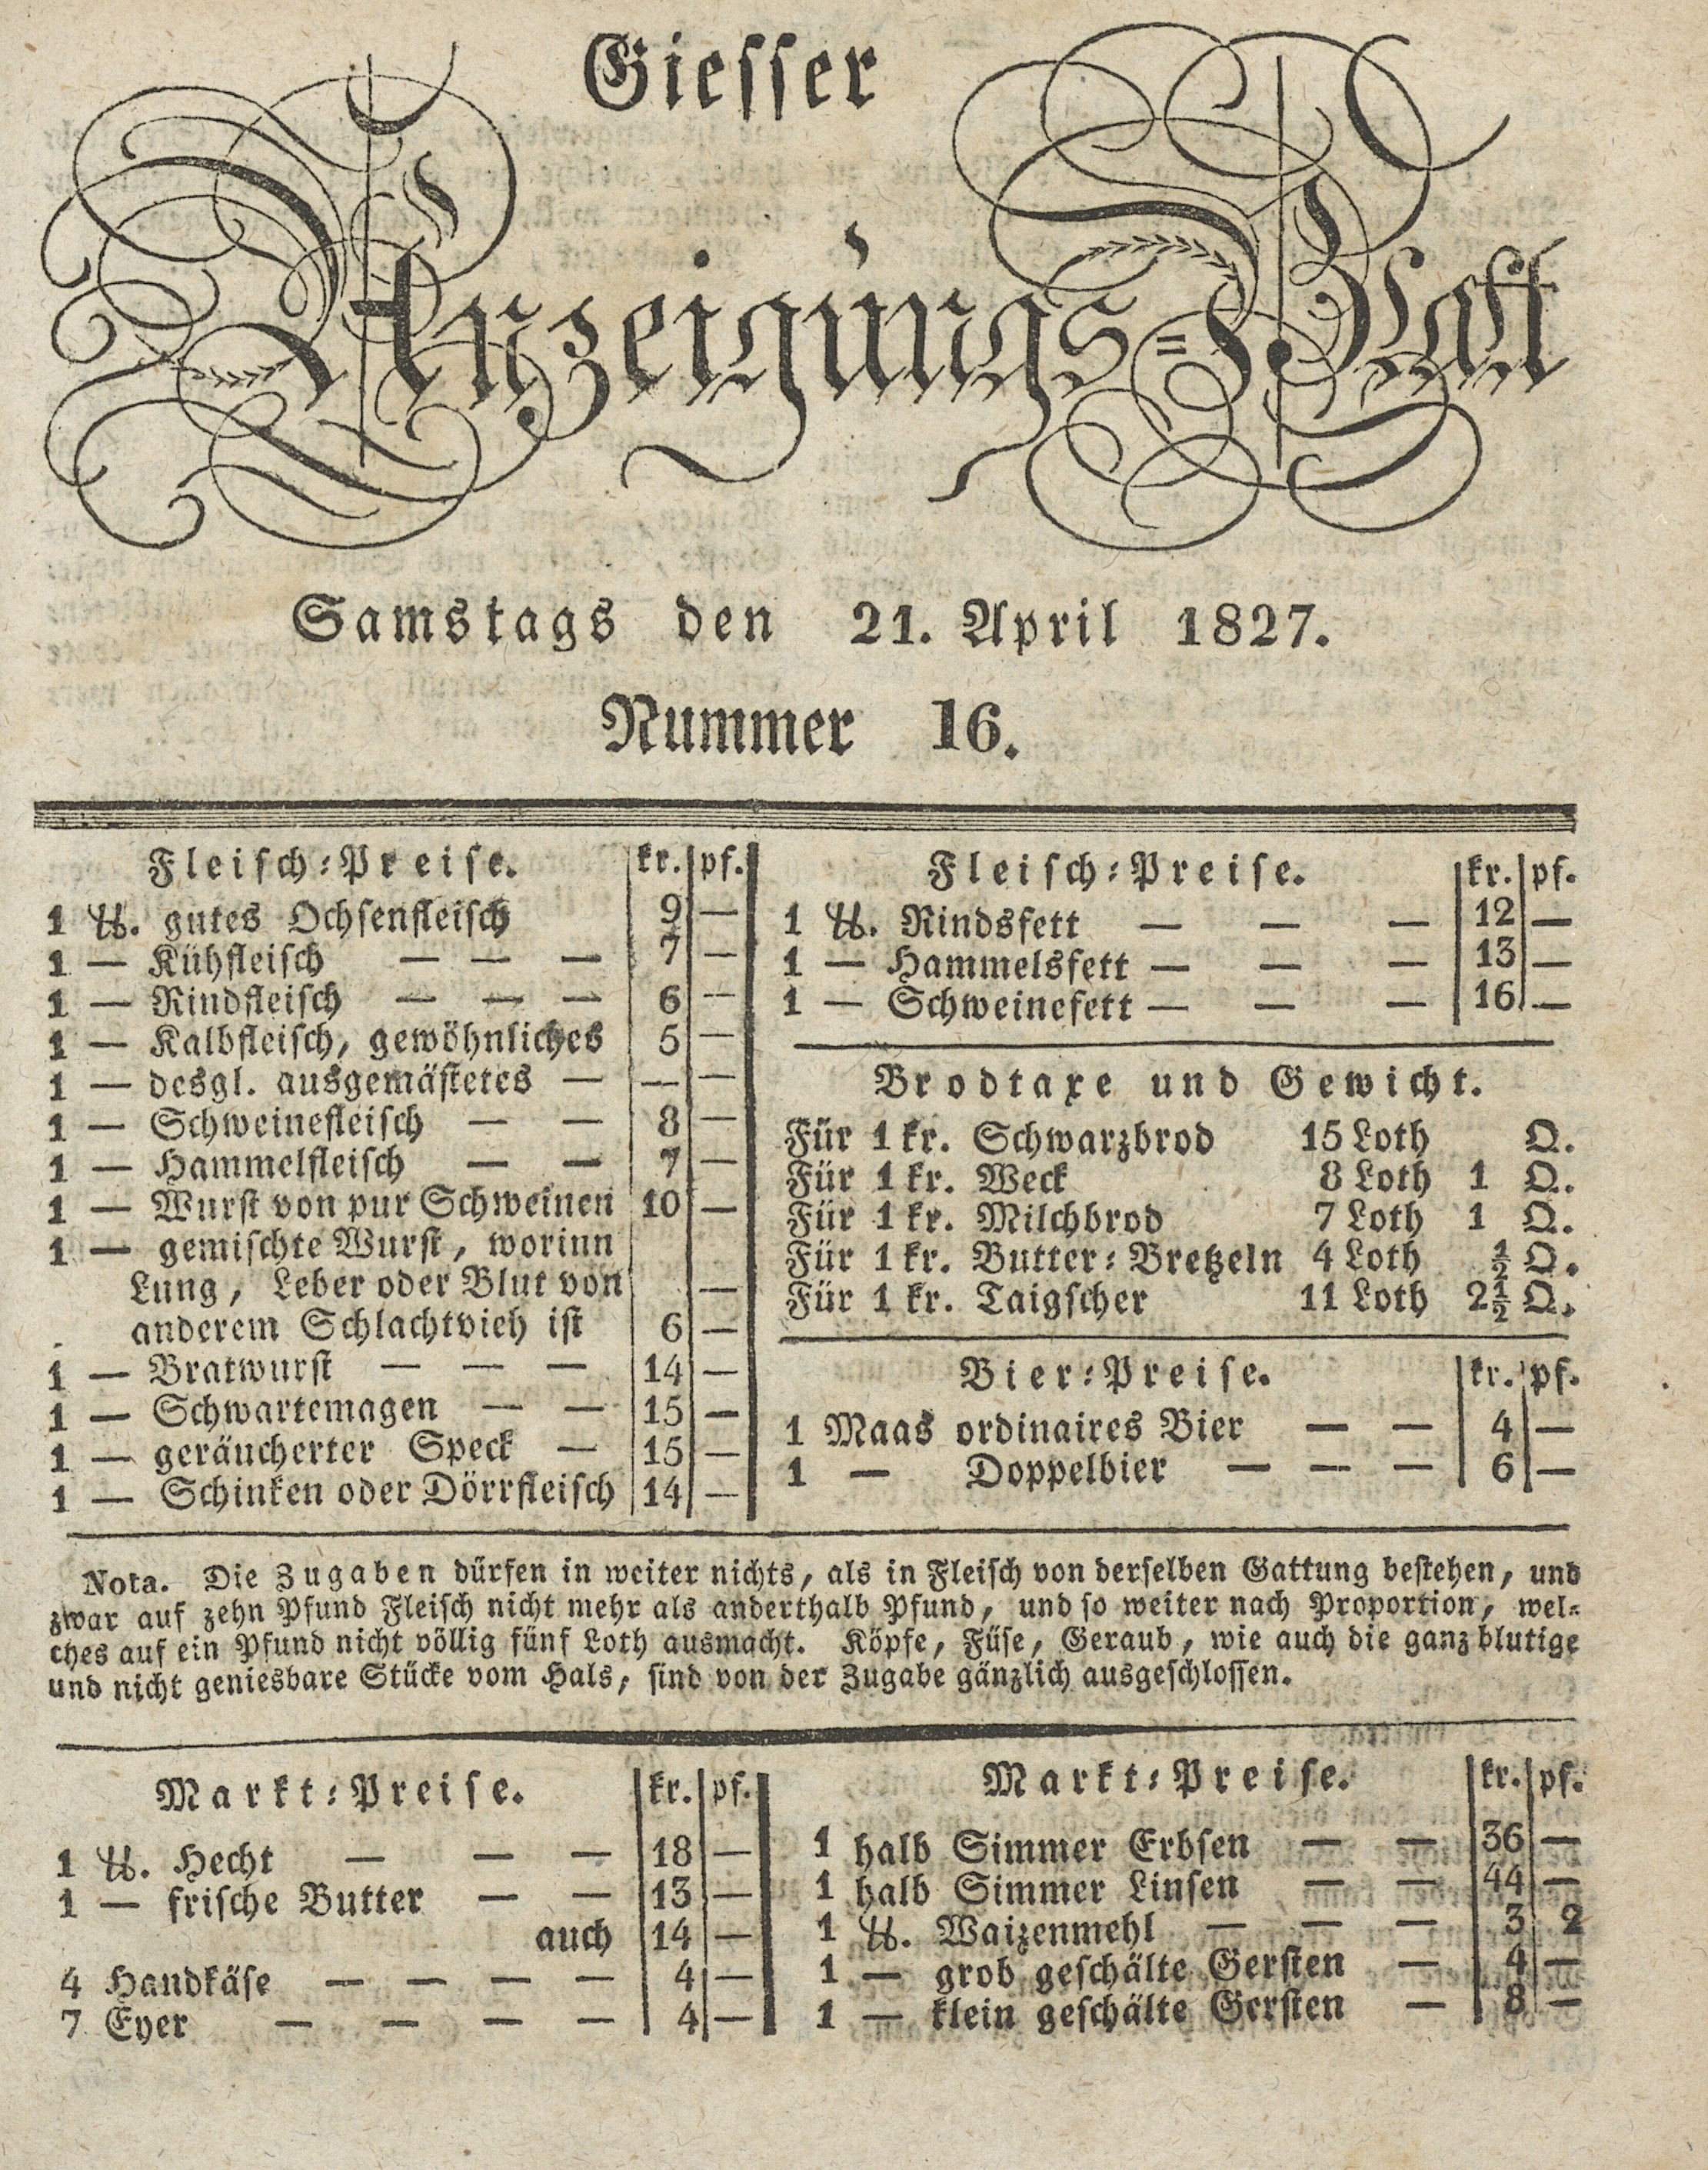 Giesser
Anzeigungs=Blatt
Samstags den 21. April 1827.
Nummer 16.
Fleisch=Preise. kr. pf.
1 ℔. gutes Ochsenfleisch 9 —
1 — Kühfleisch — — — 7 —
1 — Rindfleisch — — — 6 —
1 — Kalbfleisch, gewöhnliches 5 —
1 — desgl. ausgemästetes — — —
1 — Schweinefleisch — — 8 —
1 — Hammelfleisch — — 7 —
1 — Wurst von pur Schweinen 10 —
1 — gemischte Wurst, worinn
Lung, Leber oder Blut von —
anderem Schlachtvieh ist 6 —
1 — Bratwurst — — — 14 —
1 — Schwartemagen — — 15 —
1 — geräucherter Speck — 15 —
1 — Schinken oder Dörrfleisch 14 —
Fleisch=Preise. kr. pf.
1 ℔. Rindsfett — — — 12 —
1 — Hammelsfett — — — 13 —
1 — Schweinefett — — — 16 —
Brodtaxe und Gewicht.
Für 1 kr. Schwarzbrod 15 Loth Q.
Für 1 kr. Weck 8 Loth 1 Q.
Für 1 kr. Milchbrod 7 Loth 1 Q.
Für 1 kr. Butter=Bretzeln 4 Loth ½ Q.
Für 1 kr. Taigscher 11 Loth 2½ Q.
Bier=Preise. kr. pf.
1 Maas ordinaires Bier — — 4 —
1 — Doppelbier — — — 6 —
Nota. Die Zugaben dürfen in weiter nichts, als in Fleisch von derselben Gattung bestehen, und
zwar auf zehn Pfund Fleisch nicht mehr als anderthalb Pfund, und so weiter nach Proportion, wel=
ches auf ein Pfund nicht völlig fünf Loth ausmacht. Köpfe, Füse, Geraub, wie auch die ganz blutige
und nicht geniesbare Stücke vom Hals, sind von der Zugabe gänzlich ausgeschlossen.
Markt=Preise. kr. pf.
1 ℔. Hecht — — — 18 —
1 — frische Butter — — 13 —
auch 14 —
4 Handkäse — — — — 4 —
7 Eyer — — — — 4 —
Markt=Preise. kr. pf.
1 halb Simmer Erbsen — — 36 —
1 halb Simmer Linsen — — 44 —
1 ℔. Waizenmehl — — — 3 2
1 — grob geschälte Gersten — 4 —
1 — klein geschälte Gersten — 8 —